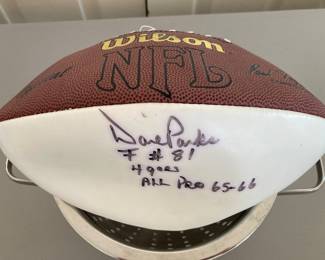 Wilson
NFL
Dave Parks
F # 81
49ers
ALL PRO 65-66